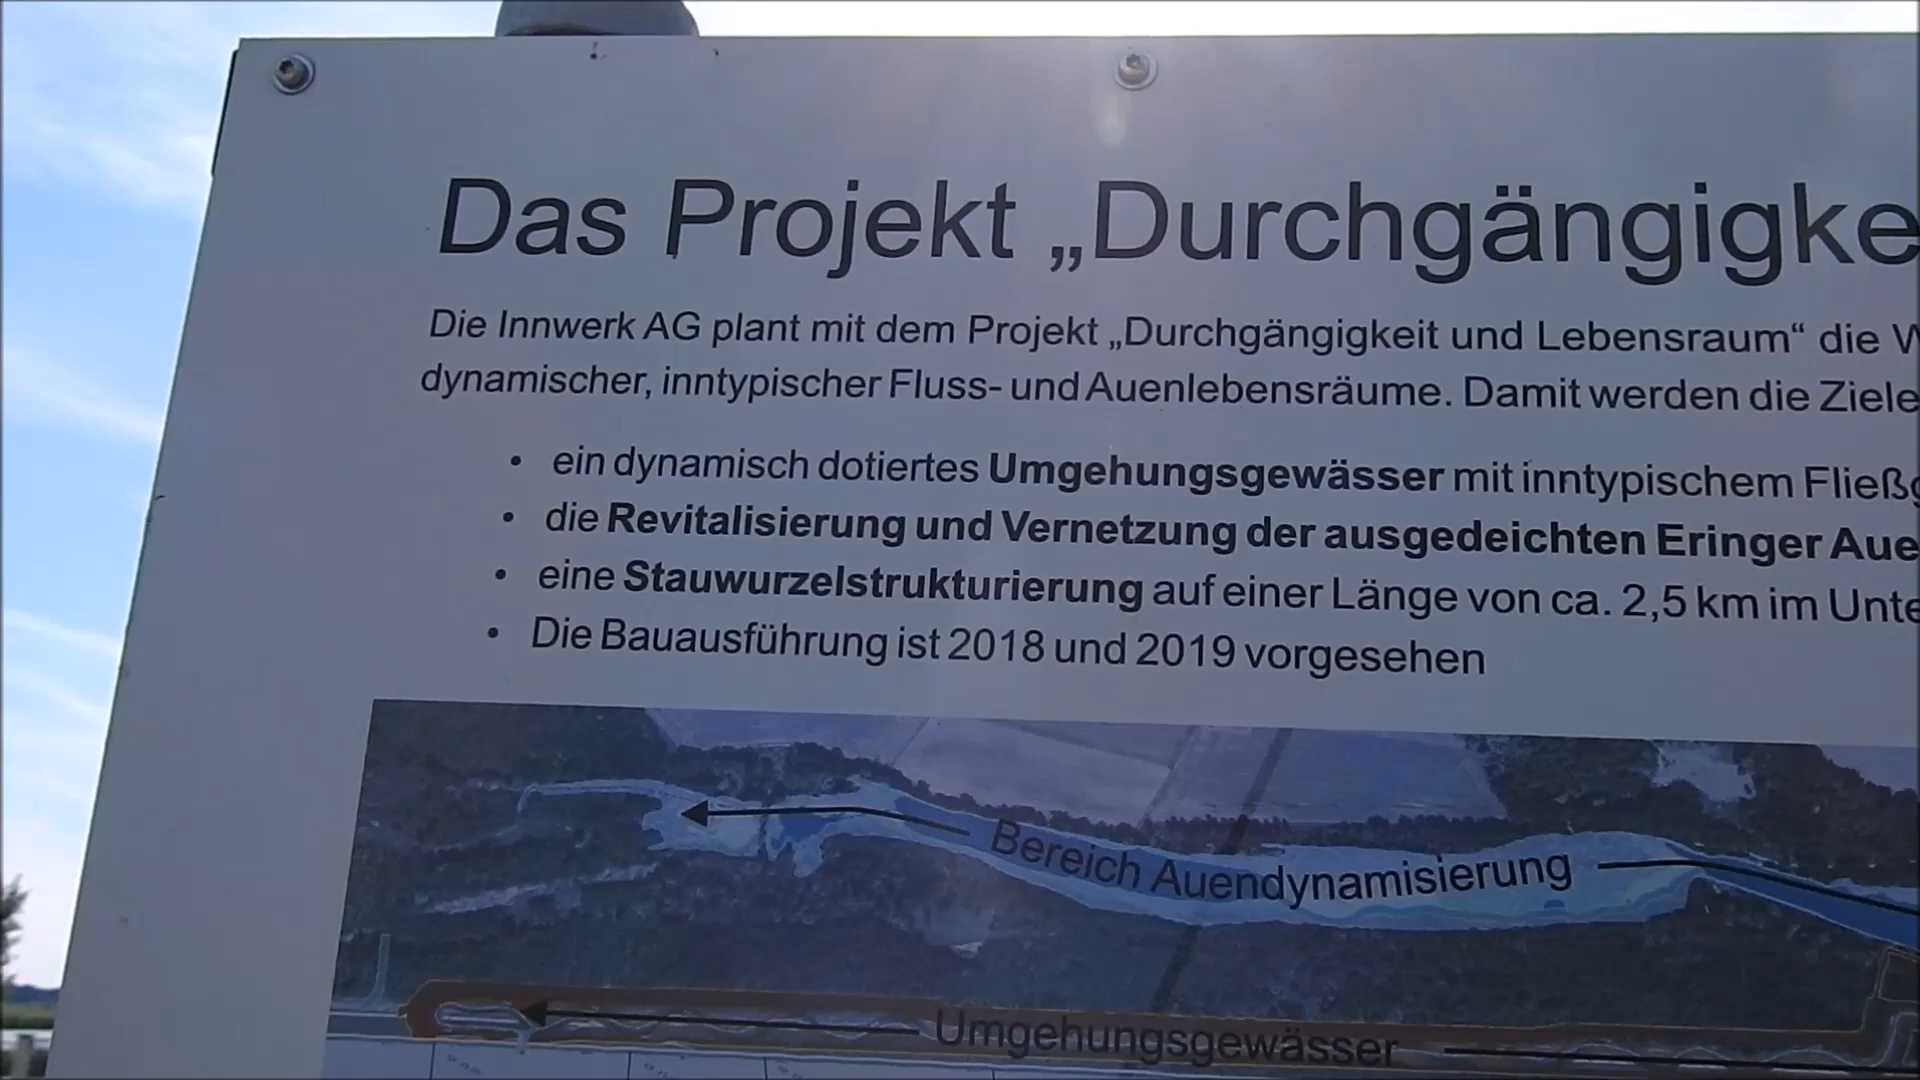 Das Projekt „Durchgängigke
Die Innwerk AG plant mit dem Projekt „Durchgängigkeit und Lebensraum“ die
dynamischer, inntypischer Fluss- und Auenlebensräume. Damit werden die Ziele
• ein dynamisch dotiertes Umgehungsgewässer mit inntypischem Fließg
• die Revitalisierung und Vernetzung der ausgedeichten Eringer Aue
• eine Stauwurzelstrukturierung auf einer Länge von ca. 2,5 km im Unte
• Die Bauausführung ist 2018 und 2019 vorgesehen
Bereich Auendynamisierung
Umgehungsgewässer